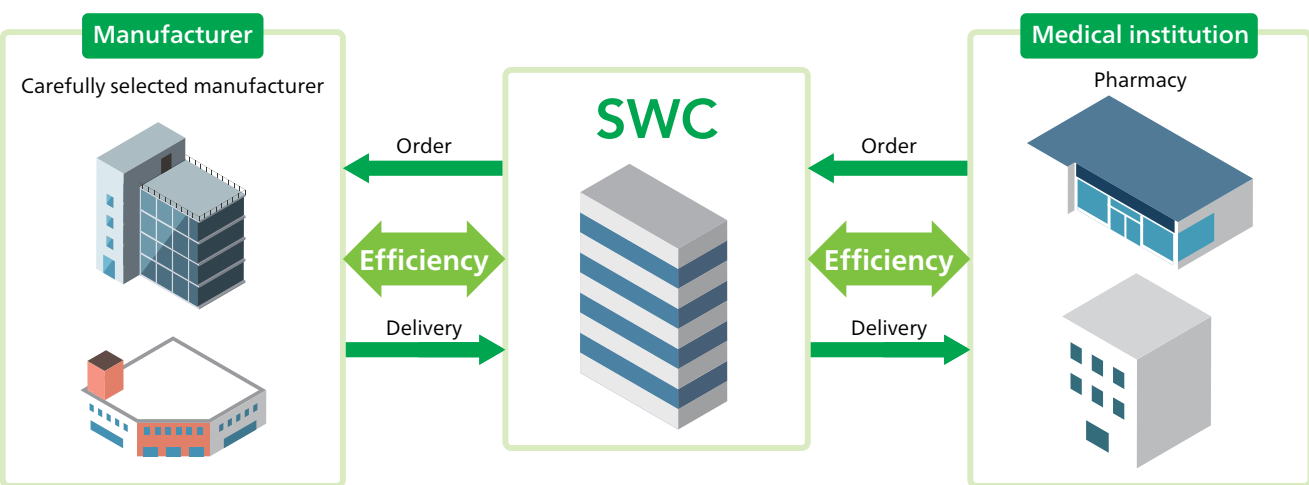 Manufacturer
Carefully selected manufacturer
Order
Efficiency
Delivery
SWC
Order
Efficiency
Delivery
Medical institution
Pharmacy